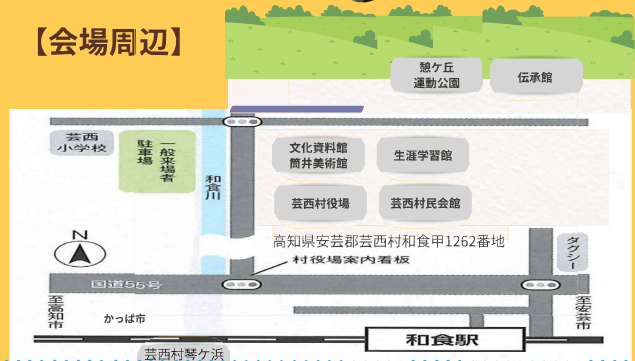 【会場周辺】
憩ケ丘
運動公園
伝承館
芸西
小学校
一般来場者
駐車場
和食川
文化資料館
筒井美術館
生涯学習館
芸西村役場
芸西村民会館
高知県安芸郡芸西村和食甲1262番地
村役場案内看板
タクシー
N
国道55号
至高知市
至安芸市
かっぱ市
和食駅
芸西村琴ケ浜